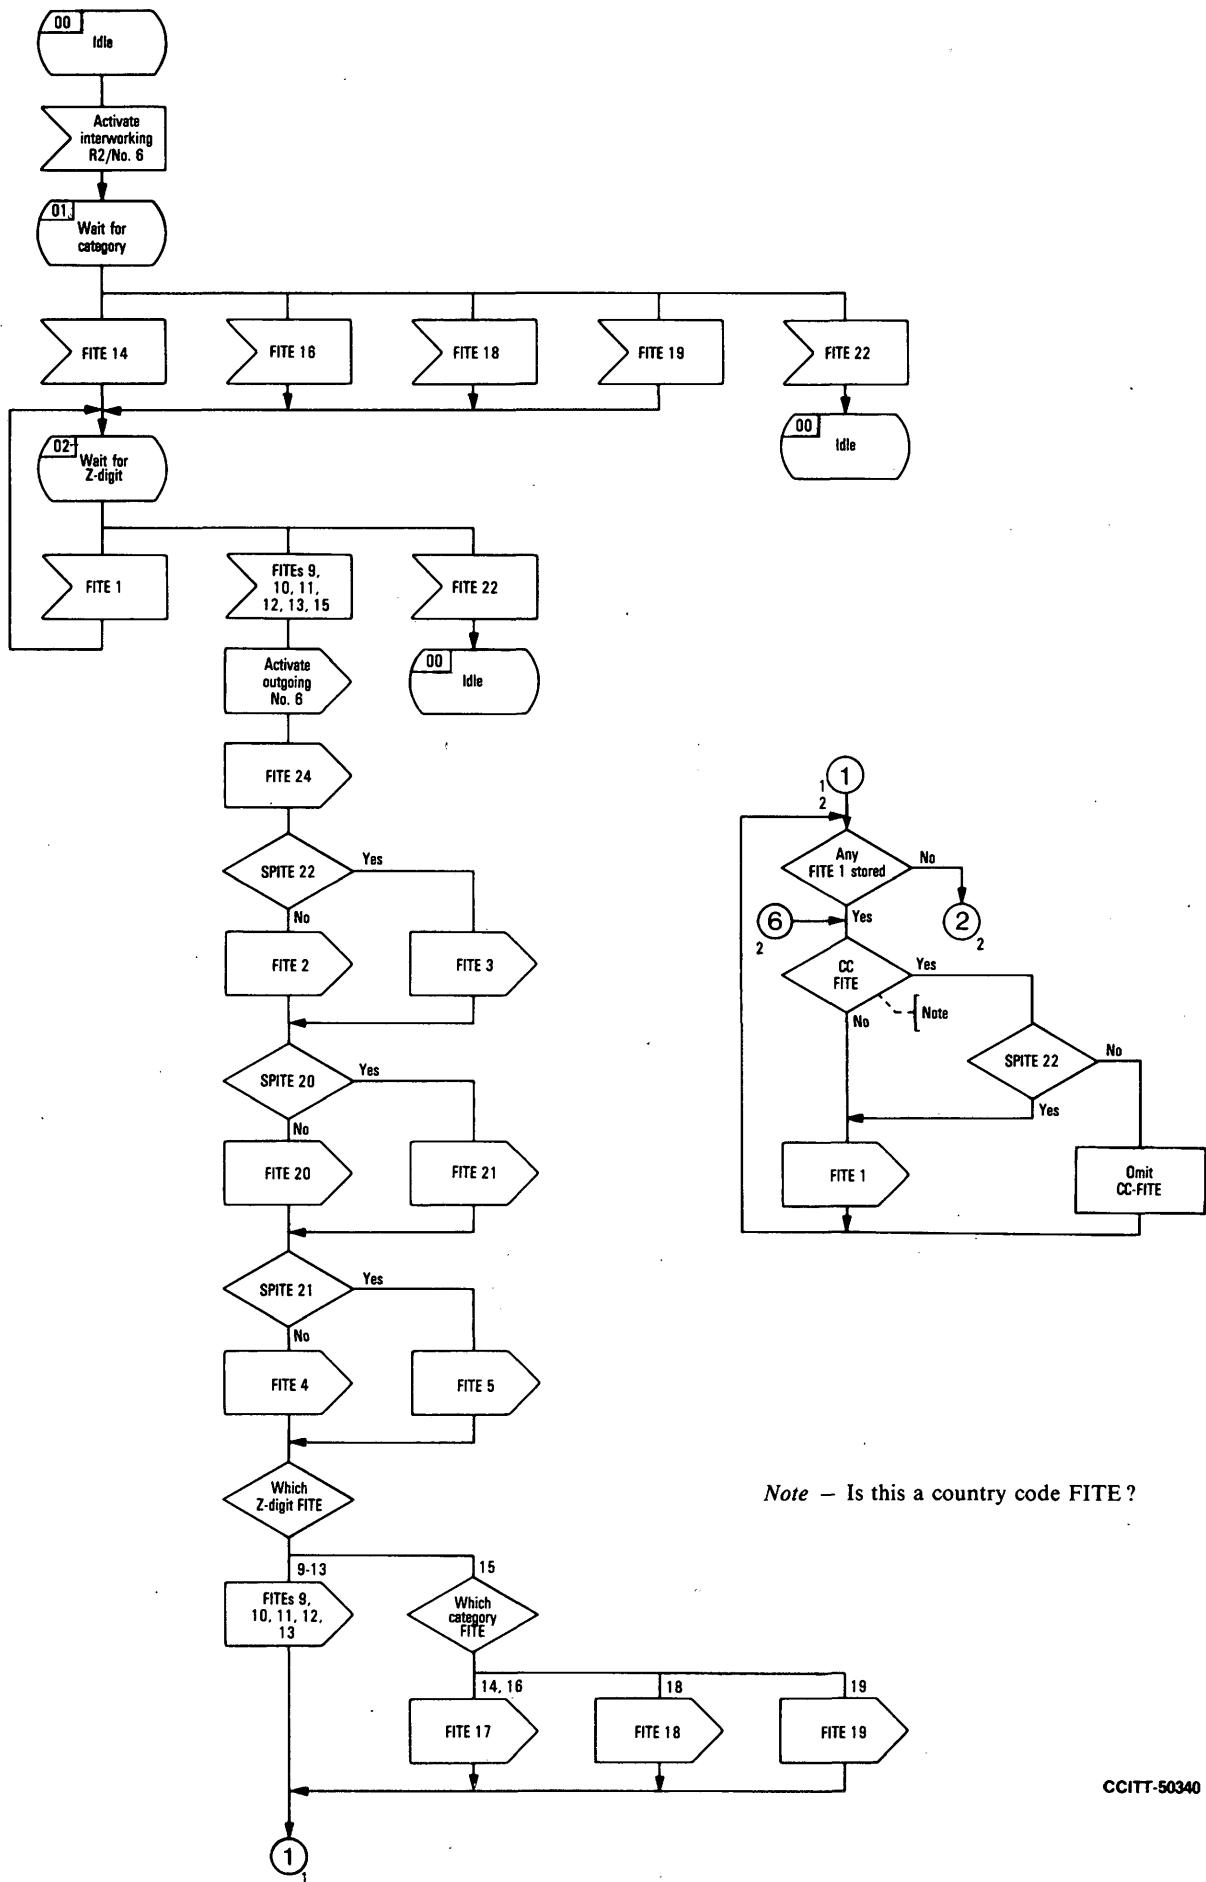 00
Idle
Activate
interworking
R2/No. 6
01
Wait for
category
FITE 14
FITE 16
FITE 18
FITE 19
FITE 22
00
Idle
02
Wait for
Z-digit
FITE 1
FITEs 9,
10, 11,
12, 13, 15
FITE 22
00
Idle
Activate
outgoing
No. 6
FITE 24
SPITE 22
Yes
No
FITE 2
FITE 3
SPITE 20
Yes
No
FITE 20
FITE 21
SPITE 21
Yes
No
FITE 4
FITE 5
Which
Z-digit FITE
9-13
15
FITEs 9,
10, 11, 12,
13
Which
category
FITE
14, 16
18
19
FITE 17
FITE 18
FITE 19
1
1
1
1
2
Any
FITE 1 stored
No
Yes
2
2
6
2
CC
FITE
Yes
No
Note
SPITE 22
No
Yes
FITE 1
Omit
CC-FITE
Note – Is this a country code FITE ?
CCITT-50340